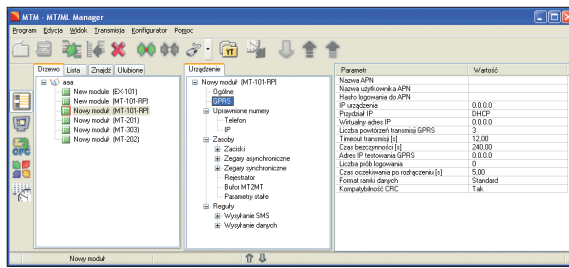 MTM - MT/ML Manager
Program Edycja Widok Transmisja Konfigurator Pomoc
YT
Drzewo Lista Znajdź Ulubione
aaa
New module (EX-101)
New module (MT-101-RP)
Nowy moduł (MT-101-RP)
Nowy moduł (MT-201)
Nowy moduł (MT-303)
Nowy moduł (MT-202)
OPC
Urządzenie
Nowy moduł (MT-101-RP)
Ogólne
GPRS
Uprawnione numery
Telefon
IP
Zasoby
Zaciski
Zegary asynchroniczne
Zegary synchroniczne
Rejestrator
Bufor MT2MT
Parametry stałe
Reguły
Wysyłanie SMS
Wysyłanie danych
Parametr Wartość
Nazwa APN
Nazwa użytkownika APN
Hasło logowania do APN
IP urządzenia 0.0.0.0
Przydział IP DHCP
Wirtualny adres IP 0.0.0.0
Liczba powtórzeń transmisji GPRS 3
Timeout transmisji [s] 12,00
Czas bezczynności [s] 240,00
Adres IP testowania GPRS 0.0.0.0
Liczba prób logowania 0
Czas oczekiwania po rozłączeniu [s] 5,00
Format ramki danych Standard
Kompatybilność CRC Tak
Nowy moduł